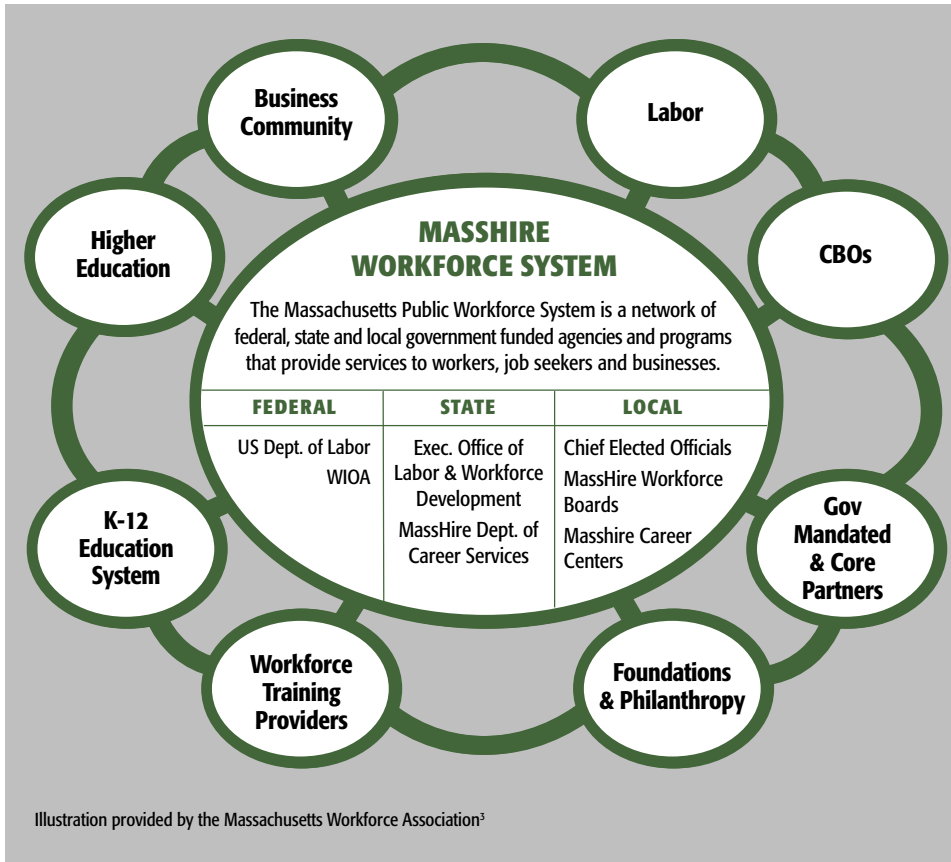 Business
Community
Labor
Higher
Education
CBOs
MASSHIRE
WORKFORCE SYSTEM
The Massachusetts Public Workforce System is a network of
federal, state and local government funded agencies and programs
that provide services to workers, job seekers and businesses.
FEDERAL
US Dept. of Labor
WIOA
STATE
Exec. Office of
Labor & Workforce
Development
MassHire Dept. of
Career Services
LOCAL
Chief Elected Officials
MassHire Workforce
Boards
Masshire Career
Centers
K-12
Education
System
Gov
Mandated
& Core
Partners
Workforce
Training
Providers
Foundations
& Philanthropy
Illustration provided by the Massachusetts Workforce Association³